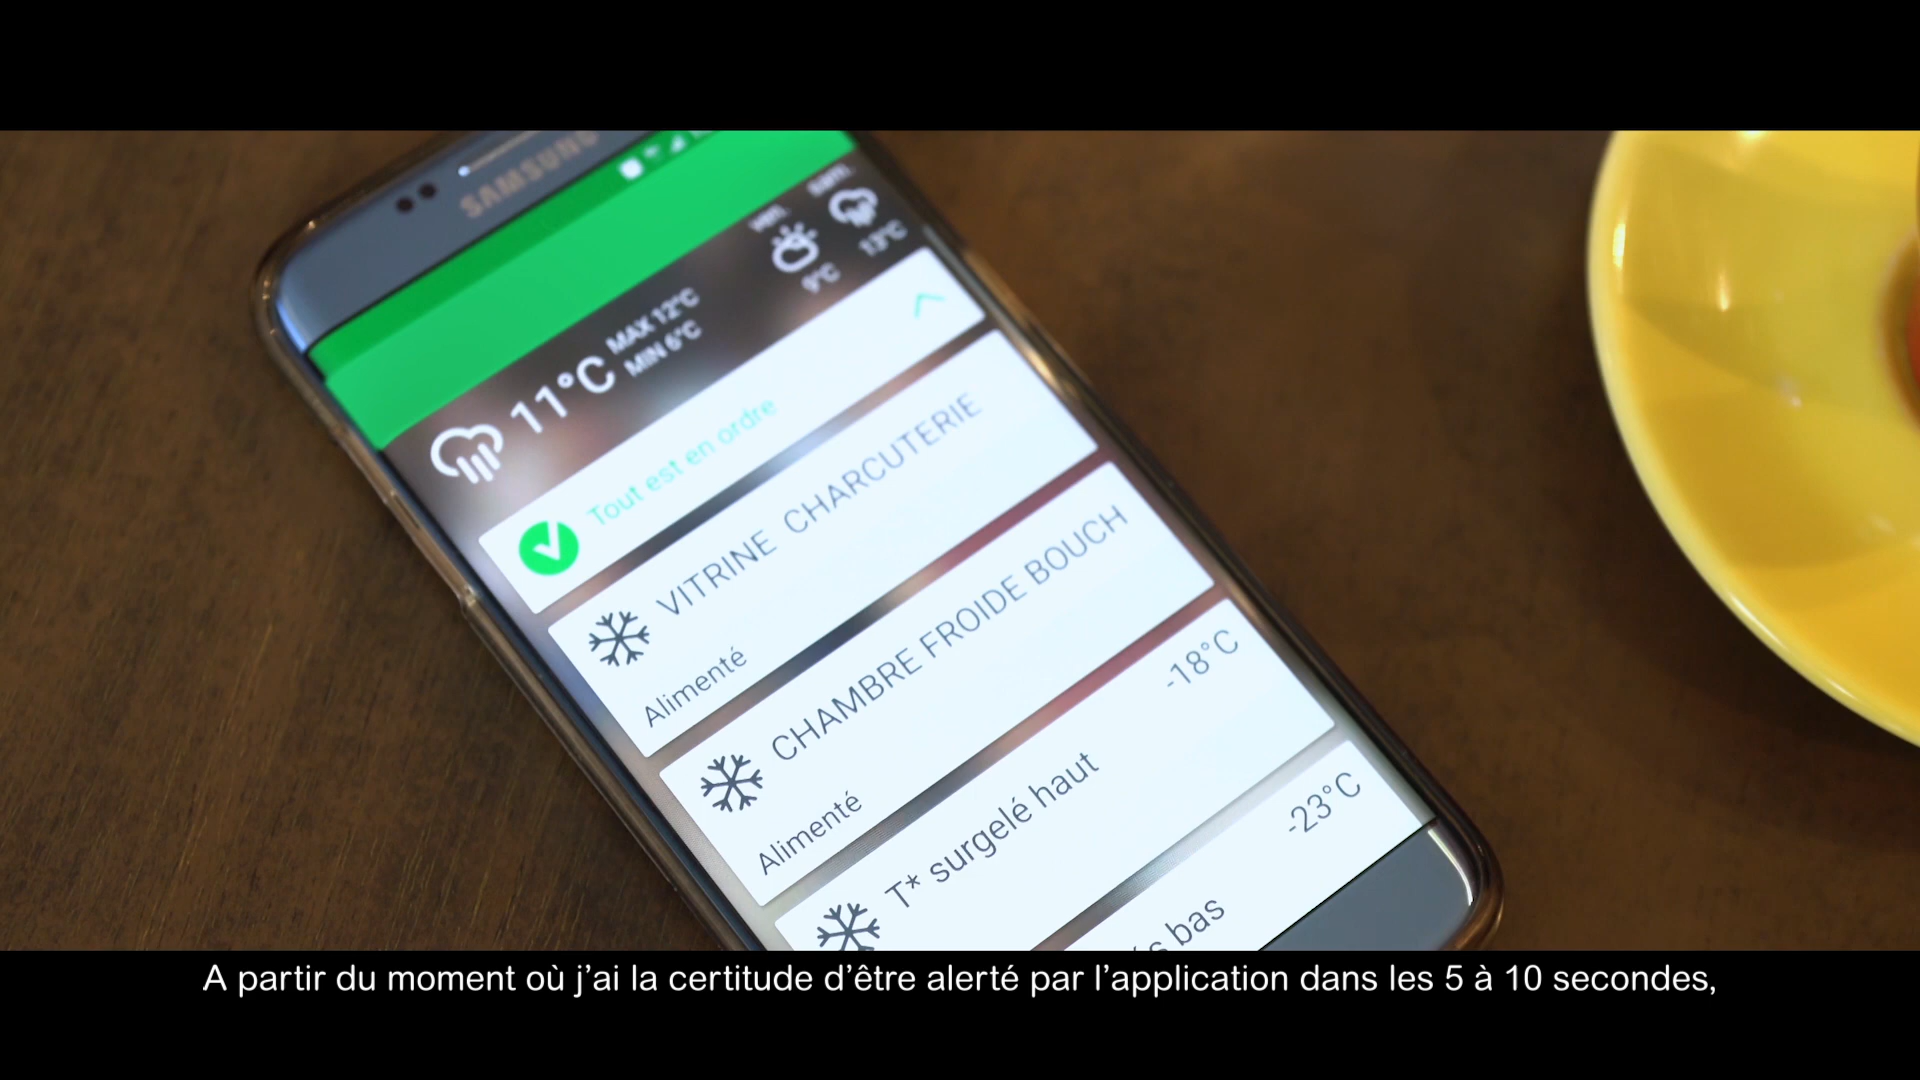 SAMSUNG
ven.
sam.
9°C
13°C
11°C
MAX 12°C
MIN 6°C
Tout est en ordre
VITRINE CHARCUTERIE
Alimenté
CHAMBRE FROIDE BOUCH
Alimenté
-18°C
T* surgelé haut
-23°C
bas
A partir du moment où j’ai la certitude d’être alerté par l’application dans les 5 à 10 secondes,